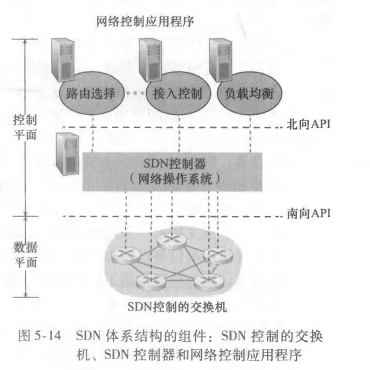 网络控制应用程序
路由选择
接入控制
负载均衡
控制
平面
北向API
SDN控制器
(网络操作系统)
南向API
数据
平面
SDN控制的交换机
图 5-14 SDN 体系结构的组件:SDN 控制的交换
机、SDN 控制器和网络控制应用程序